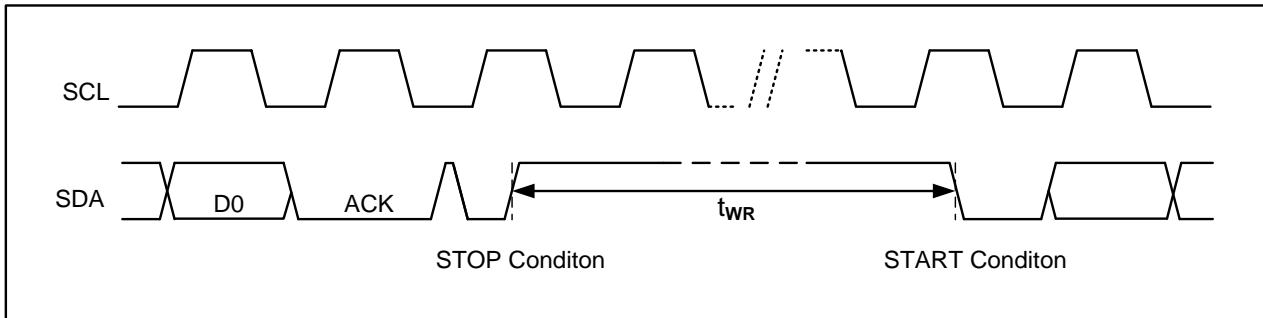 SCL
SDA
D0
ACK
tWR
STOP Conditon
START Conditon